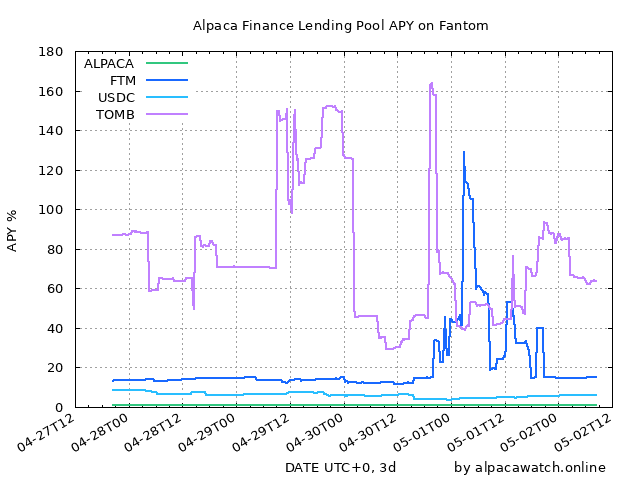 Alpaca Finance Lending Pool APY on Fantom
180
160
140
120
100
80
60
40
20
0
APY %
ALPACA
FTM
USDC
TOMB
04-27T12
04-28T00
04-28T12
04-29T00
04-29T12
04-30T00
04-30T12
05-01T00
05-01T12
05-02T00
05-02T12
DATE UTC+0, 3d
by alpacawatch.online